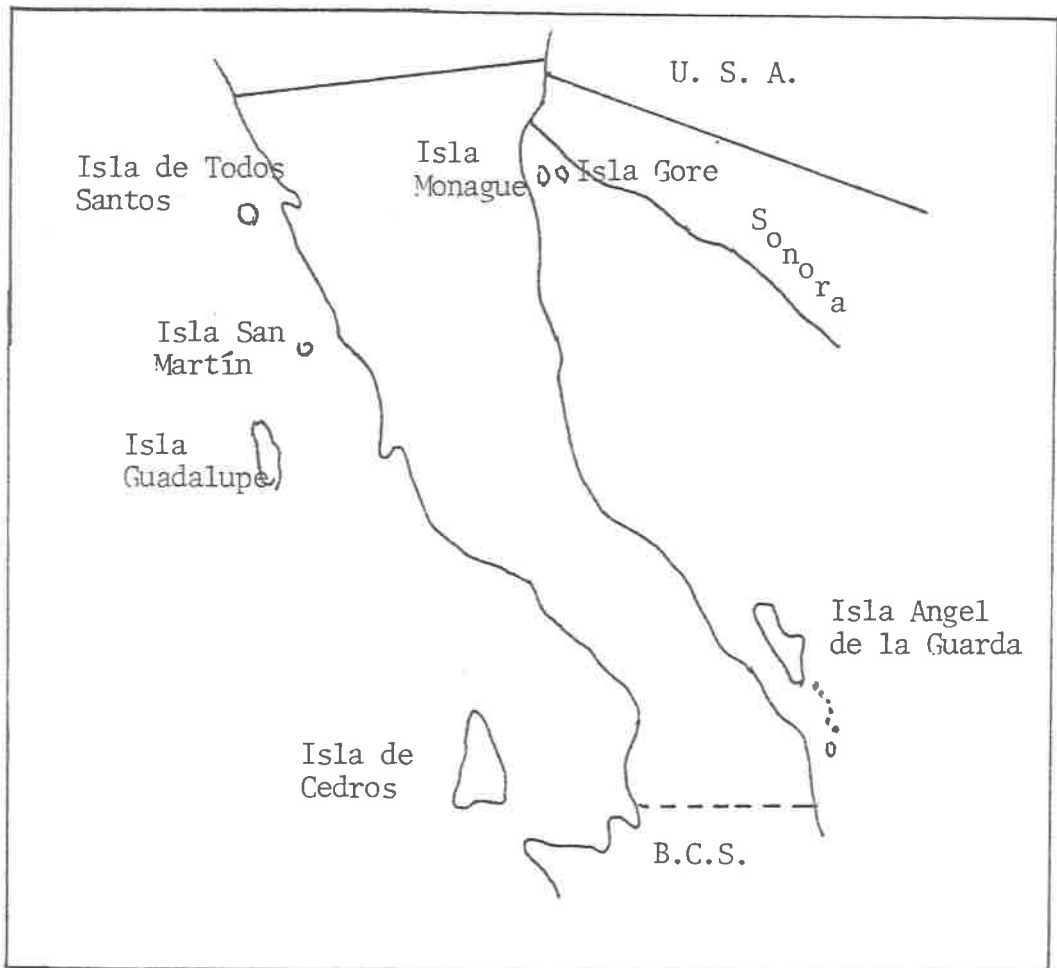 U. S. A.
Isla de Todos
Santos
Isla
Monague
Isla Gore
Sonora
Isla San
Martín
Isla
Guadalupe
Isla Angel
de la Guarda
Isla de
Cedros
B.C.S.